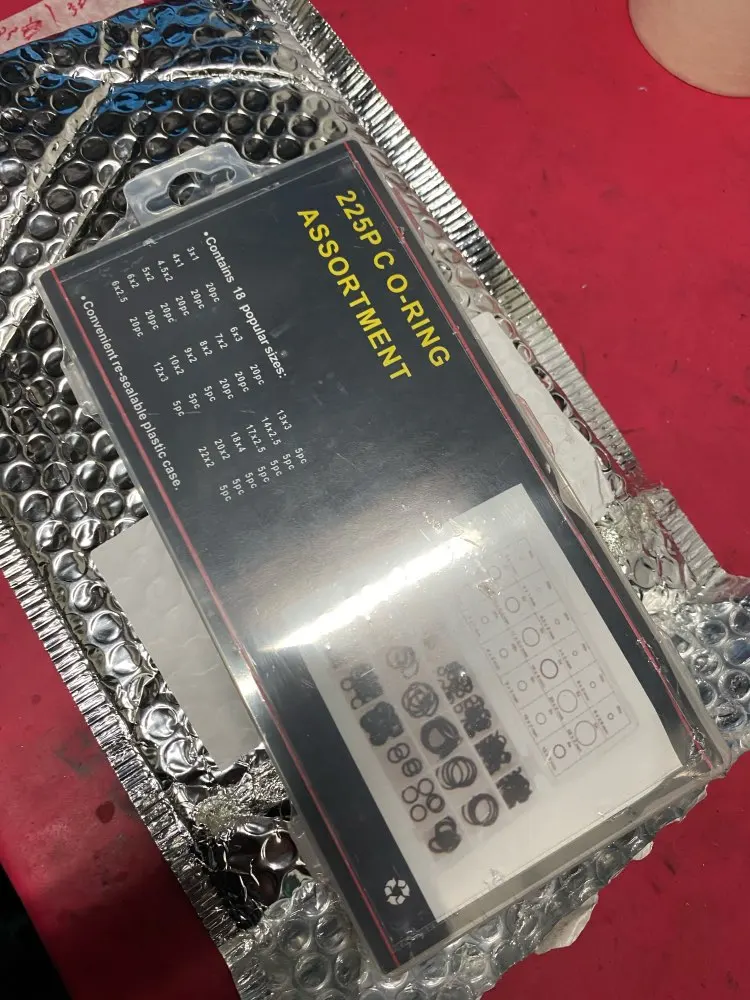 225P C O-RING
ASSORTMENT
•Contains 18 popular sizes:
3x1 20pc 6x3 20pc 13x3 5pc
4x1 20pc 7x2 20pc 14x2.5 5pc
4.5x2 20pc 8x2 20pc 17x2.5 5pc
5x2 20pc 9x2 5pc 18x4 5pc
6x2 20pc 10x2 5pc 20x2 5pc
6x2.5 20pc 12x3 5pc 22x2 5pc
•Convenient re-sealable plastic case.